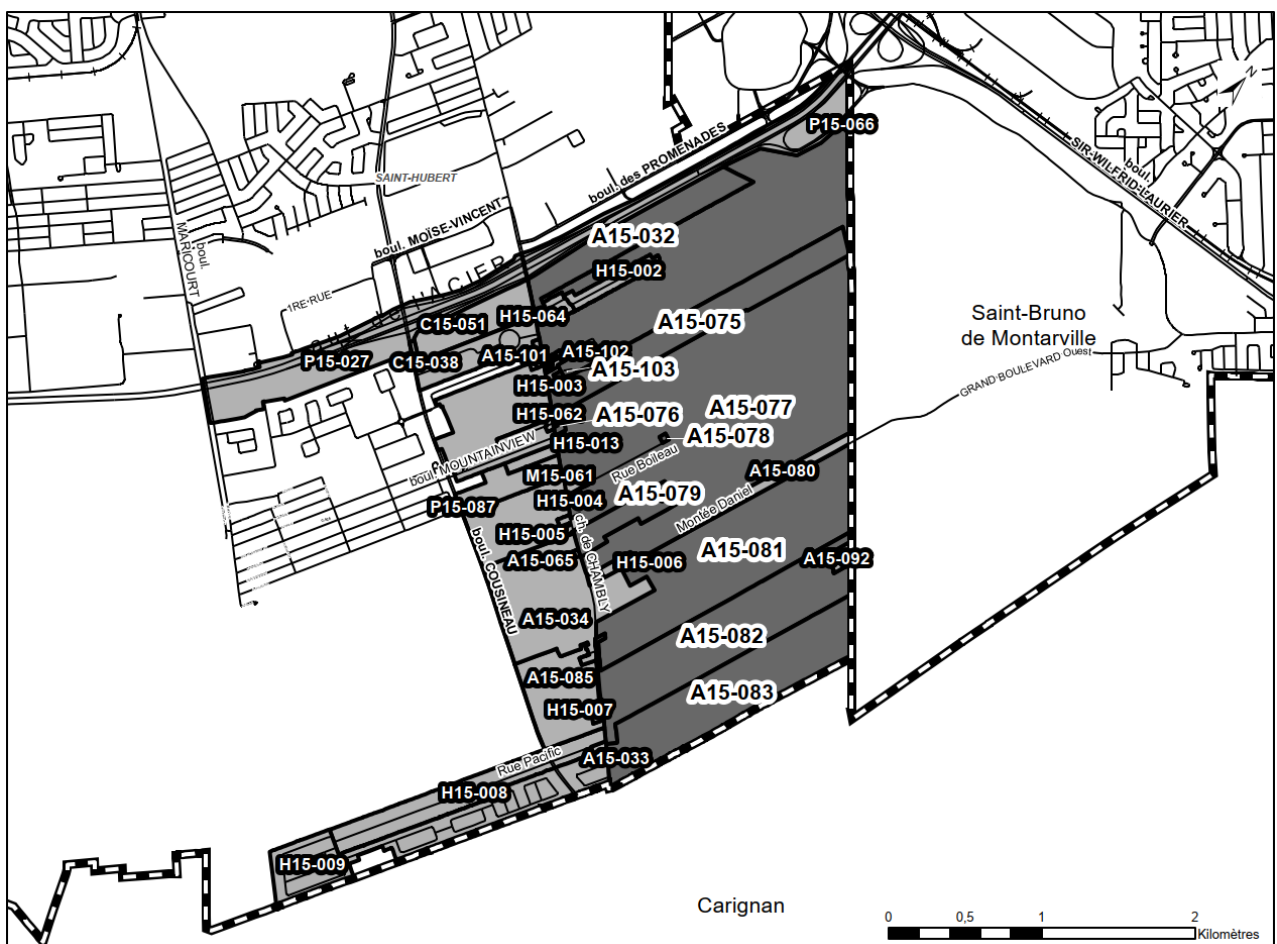 P15-066
boul. des PROMENADES
boul.
SIR-WILFRID-LAURIER
N
SAINT-HUBERT
boul. MOÏSE-VINCENT
boul.
MARICOURT
A15-032
H15-002
1RE-RUE
H15-064
C15-051
A15-075
Saint-Bruno
de Montarville
P15-027
C15-038
A15-101
A15-102
A15-103
H15-003
GRAND-BOULEVARD Ouest
H15-062
A15-076
A15-077
A15-078
H15-013
boul. MOUNTAINVIEW
Rue Boileau
M15-061
A15-080
P15-087
H15-004
A15-079
Montée Daniel
H15-005
A15-065
ch. de CHAMBLY
H15-006
A15-081
A15-092
boul. COUSINEAU
A15-034
A15-082
A15-085
A15-083
H15-007
Rue Pacific
A15-033
H15-008
H15-009
Carignan
0 0,5 1 2
Kilomètres